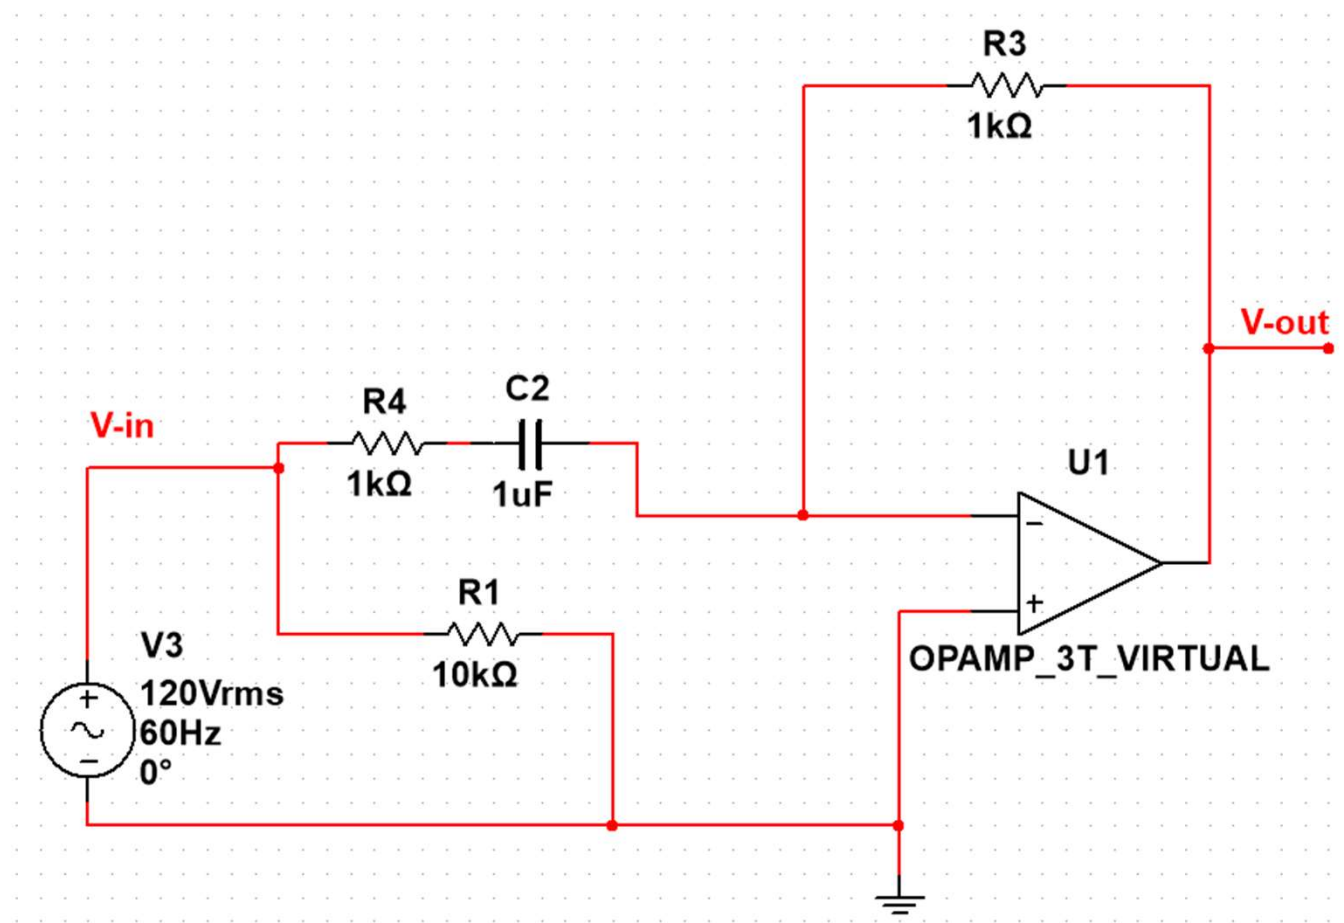 R3
1kΩ
V-out
C2
R4
V-in
1kΩ
1uF
U1
−
+
R1
10kΩ
OPAMP_3T_VIRTUAL
V3
+
120Vrms
60Hz
−
0°